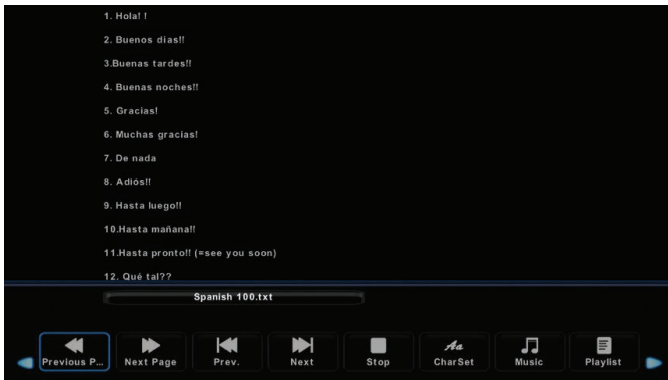 1. Hola! !
2. Buenos dias!!
3.Buenas tardes!!
4. Buenas noches!!
5. Gracias!
6. Muchas gracias!
7. De nada
8. Adiós!!
9. Hasta luego!!
10.Hasta mañana!!
11.Hasta pronto!! (=see you soon)
12. Qué tal??
Spanish 100.txt
Previous P...
Next Page
Prev.
Next
Stop
Aa
CharSet
Music
Playlist